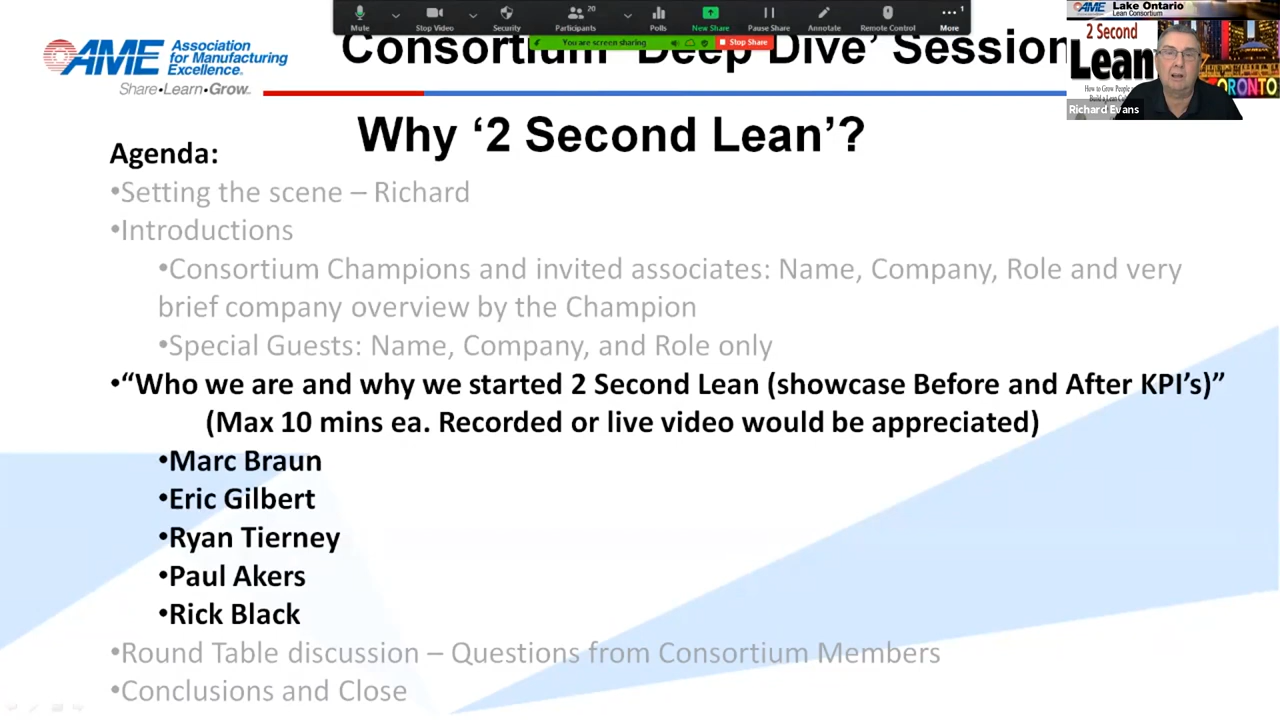 Mute
Stop Video
Security
20
Participants
Polls
New Share
Pause Share
Annotate
Remote Control
1
More
You are screen sharing
Stop Share
AME Lake Ontario
Lean Consortium
2 Second
Lean
How to Grow People
Build a Lean
TORONTO
Richard Evans
AME Association
for Manufacturing
Excellence
Share•Learn•Grow
Consortium ‘Deep Dive’ Session
Why ‘2 Second Lean’?
Agenda:
•Setting the scene – Richard
•Introductions
•Consortium Champions and invited associates: Name, Company, Role and very
brief company overview by the Champion
•Special Guests: Name, Company, and Role only
•“Who we are and why we started 2 Second Lean (showcase Before and After KPI’s)”
(Max 10 mins ea. Recorded or live video would be appreciated)
•Marc Braun
•Eric Gilbert
•Ryan Tierney
•Paul Akers
•Rick Black
•Round Table discussion – Questions from Consortium Members
•Conclusions and Close